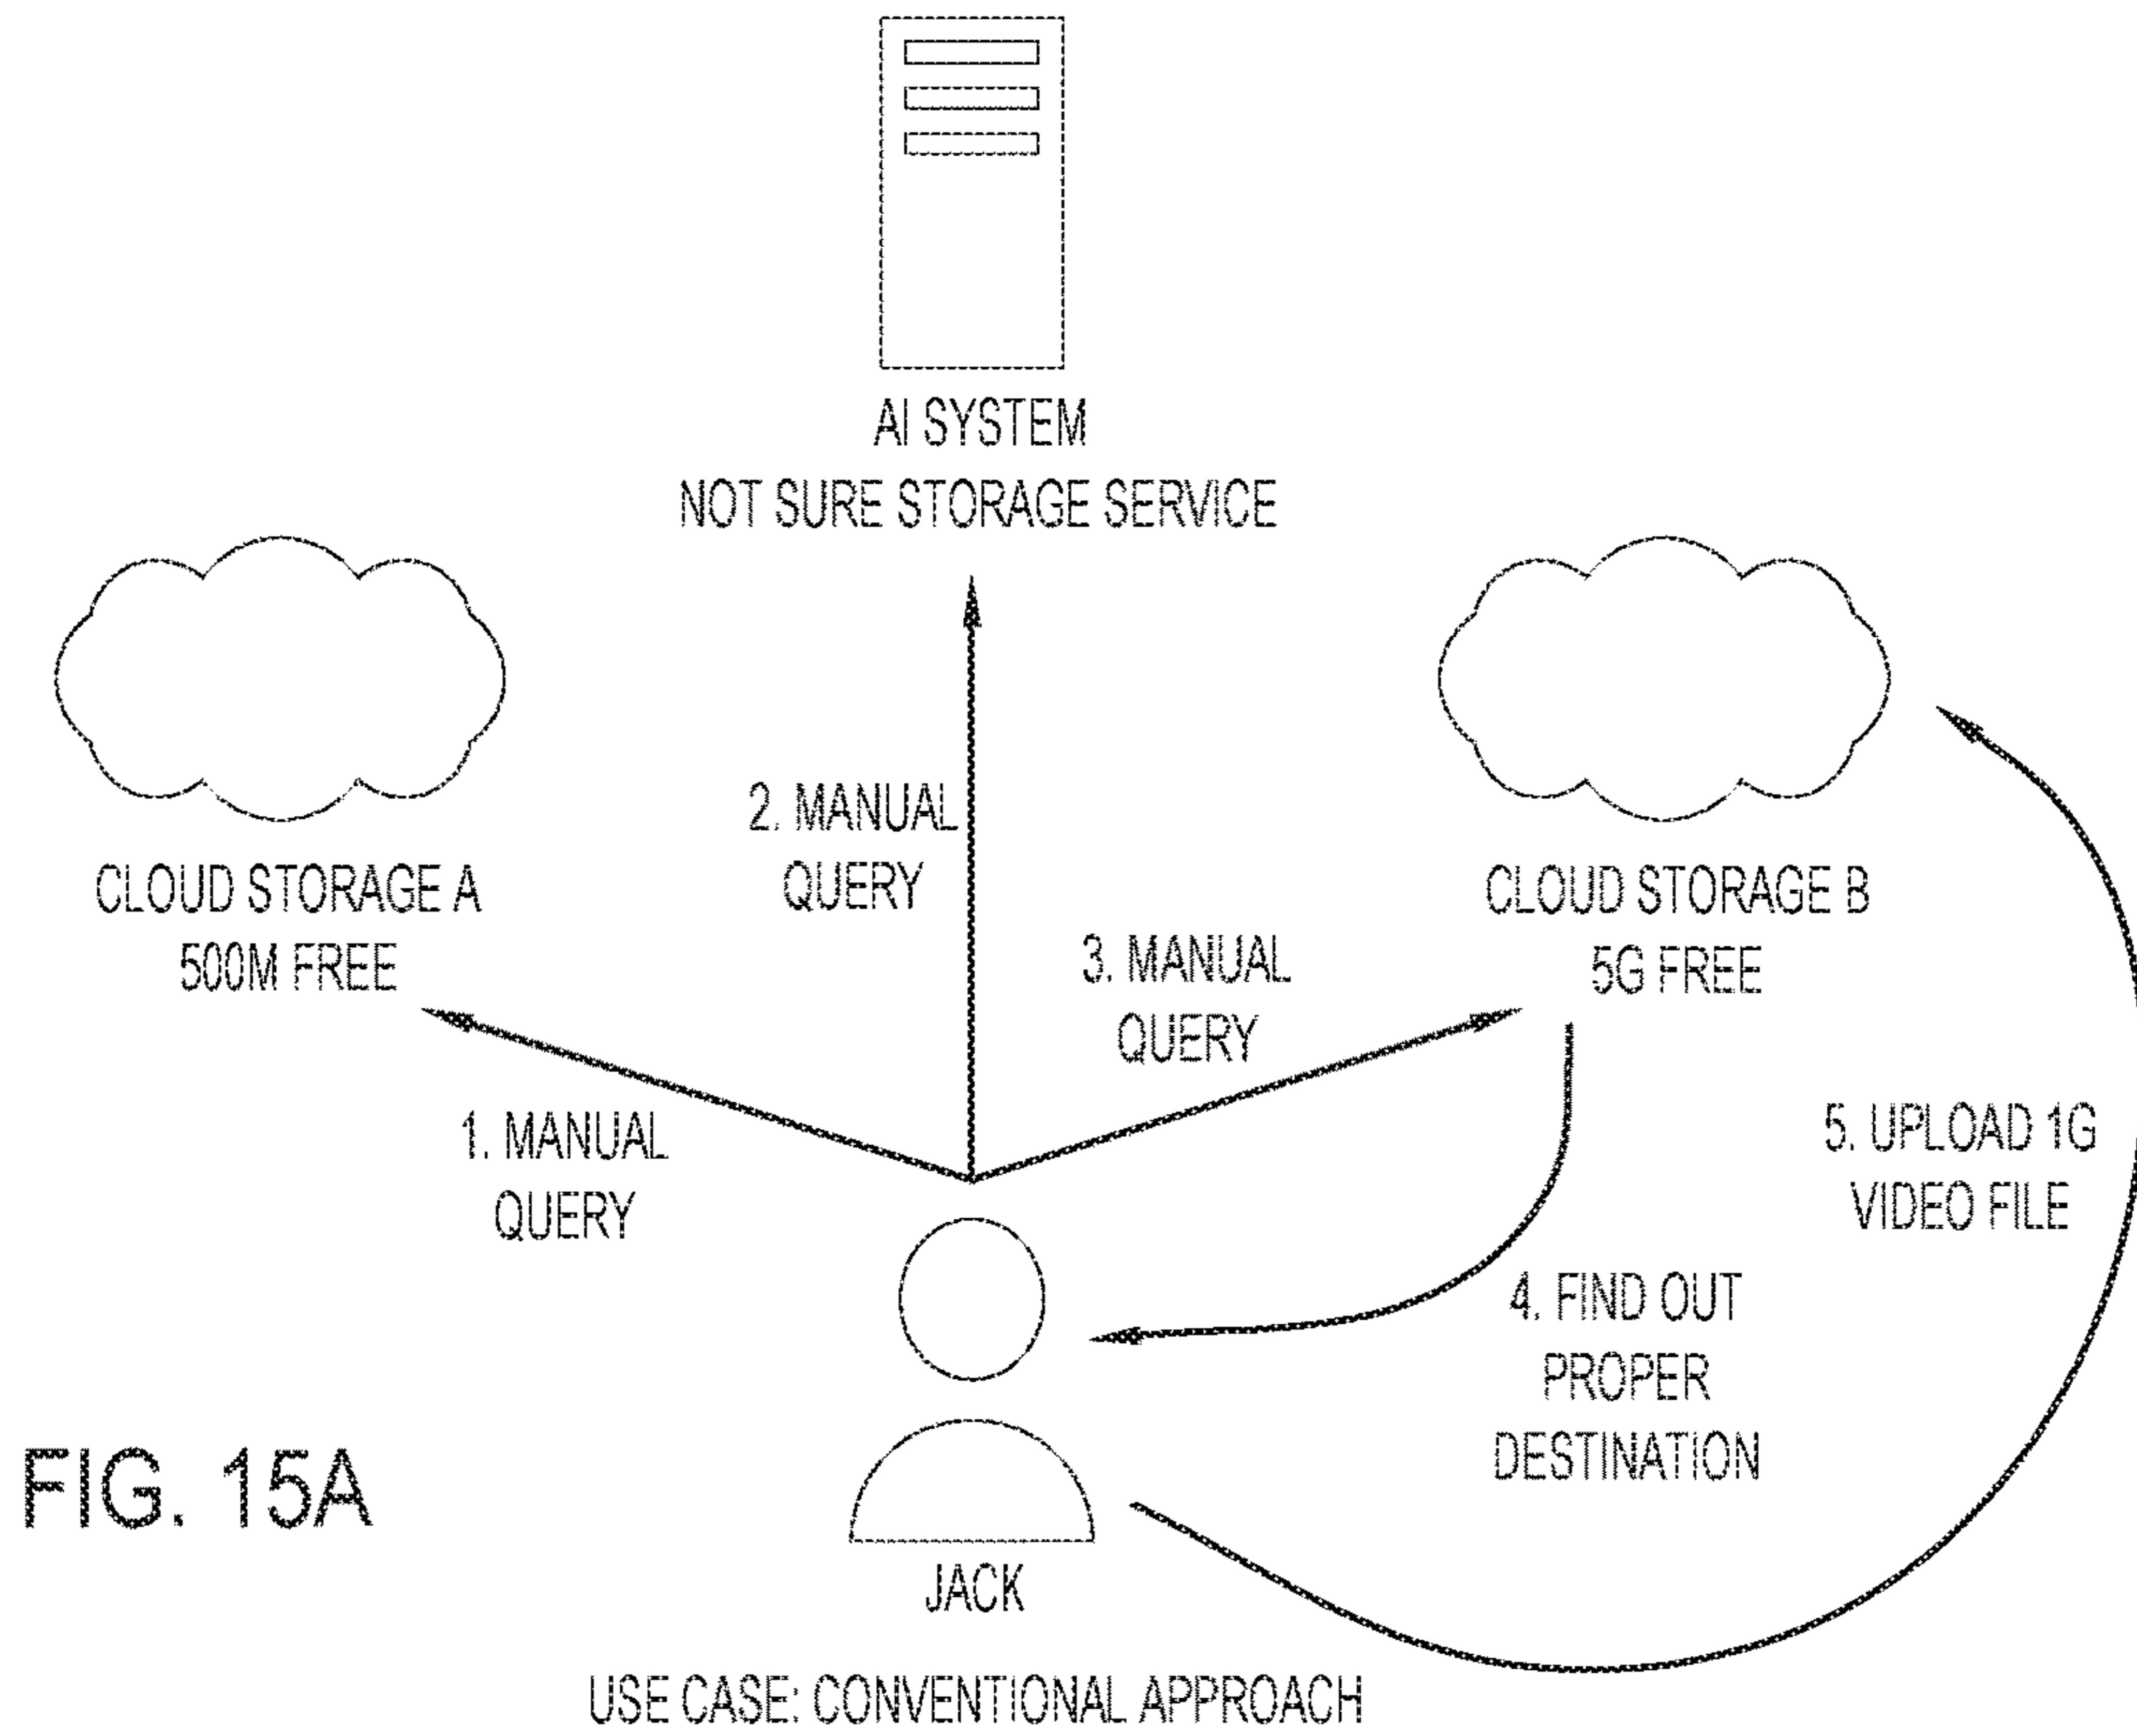 AI SYSTEM
NOT SURE STORAGE SERVICE
CLOUD STORAGE A
500M FREE
2. MANUAL
QUERY
CLOUD STORAGE B
5G FREE
3. MANUAL
QUERY
1. MANUAL
QUERY
5. UPLOAD 1G
VIDEO FILE
4. FIND OUT
PROPER
DESTINATION
FIG. 15A
JACK
USE CASE: CONVENTIONAL APPROACH